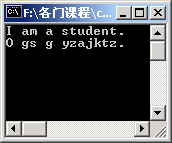 F:\各门课程\c...
I am a student.
O gs g yzajktz.